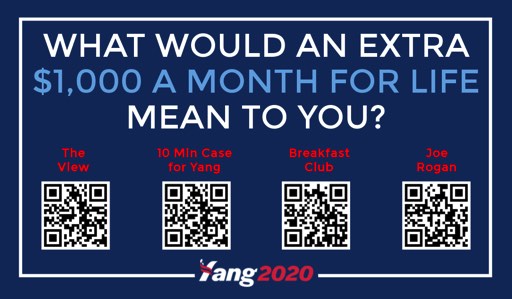 WHAT WOULD AN EXTRA
$1,000 A MONTH FOR LIFE
MEAN TO YOU?
The View
10 Min Case for Yang
Breakfast Club
Joe Rogan
Yang2020